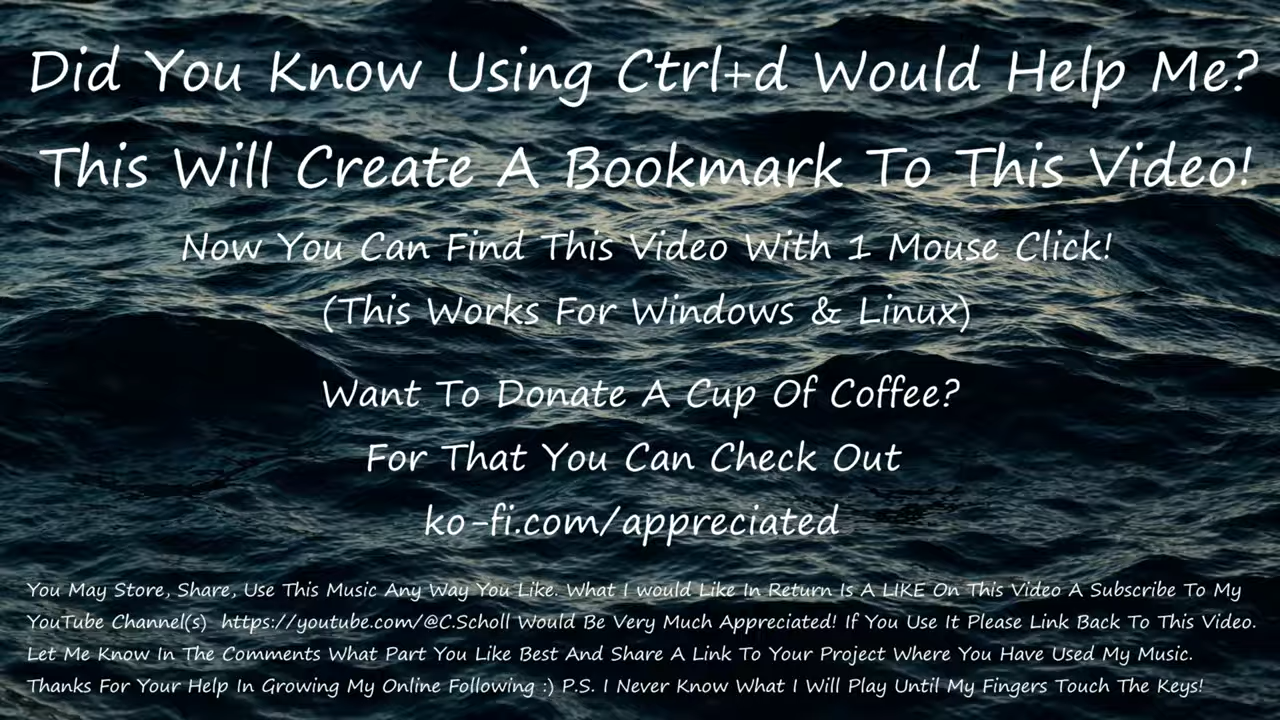 Did You Know Using Ctrl+d Would Help Me?
This Will Create A Bookmark To This Video!
Now You Can Find This Video With 1 Mouse Click!
(This Works For Windows & Linux)
Want To Donate A Cup Of Coffee?
For That You Can Check Out
ko-fi.com/appreciated
You May Store, Share, Use This Music Any Way You Like. What I would Like In Return Is A LIKE On This Video A Subscribe To My
YouTube Channel(s)  https://youtube.com/@C.Scholl Would Be Very Much Appreciated! If You Use It Please Link Back To This Video.
Let Me Know In The Comments What Part You Like Best And Share A Link To Your Project Where You Have Used My Music.
Thanks For Your Help In Growing My Online Following :) P.S. I Never Know What I Will Play Until My Fingers Touch The Keys!